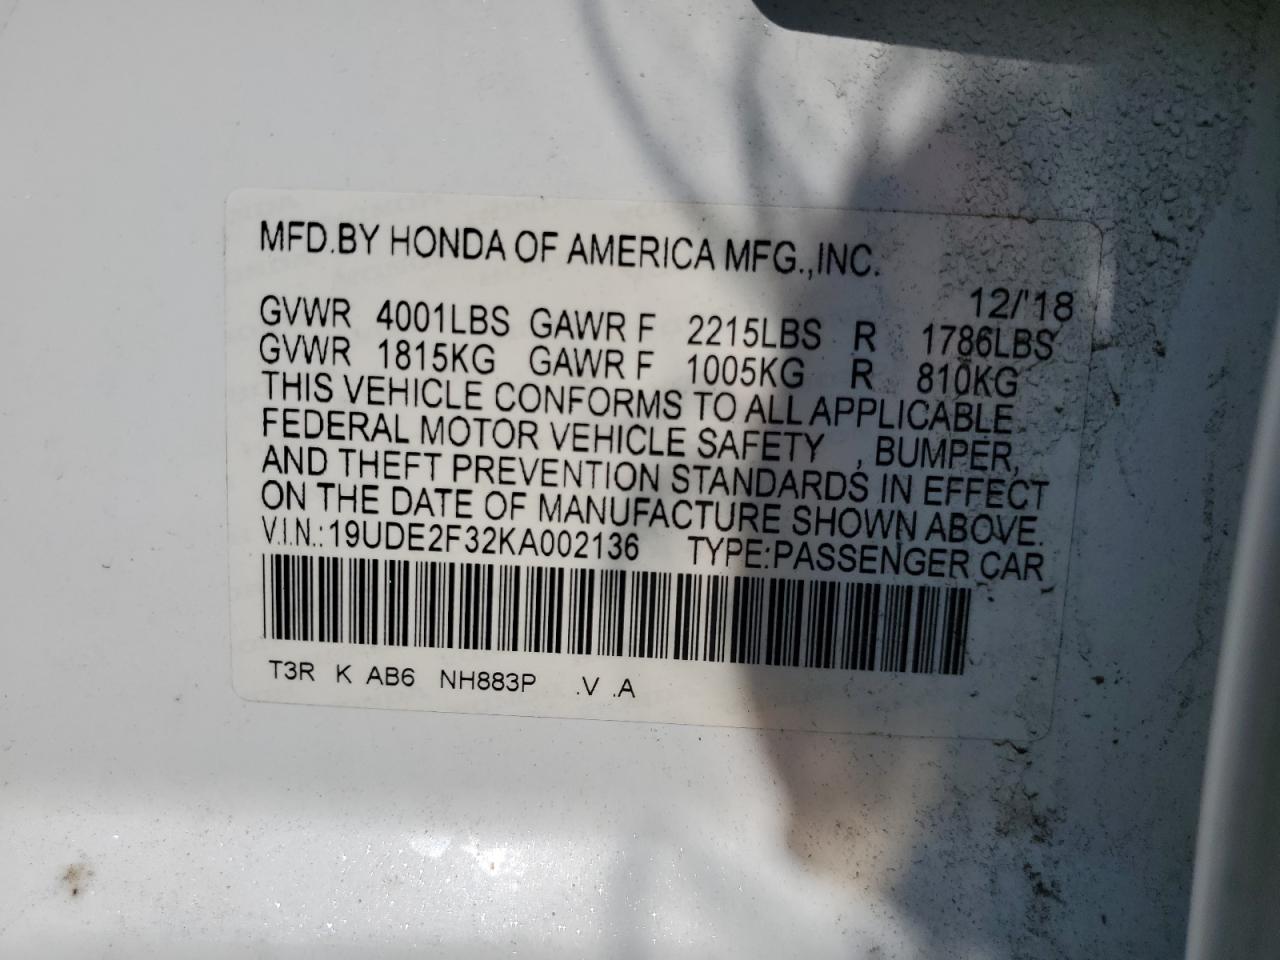 MFD.BY HONDA OF AMERICA MFG.,INC.
12/'18
GVWR 4001LBS GAWR F 2215LBS R 1786LBS
GVWR 1815KG GAWR F 1005KG R 810KG
THIS VEHICLE CONFORMS TO ALL APPLICABLE
FEDERAL MOTOR VEHICLE SAFETY , BUMPER,
AND THEFT PREVENTION STANDARDS IN EFFECT
ON THE DATE OF MANUFACTURE SHOWN ABOVE.
V.I.N.:19UDE2F32KA002136 TYPE:PASSENGER CAR
T3R K AB6 NH883P .V .A